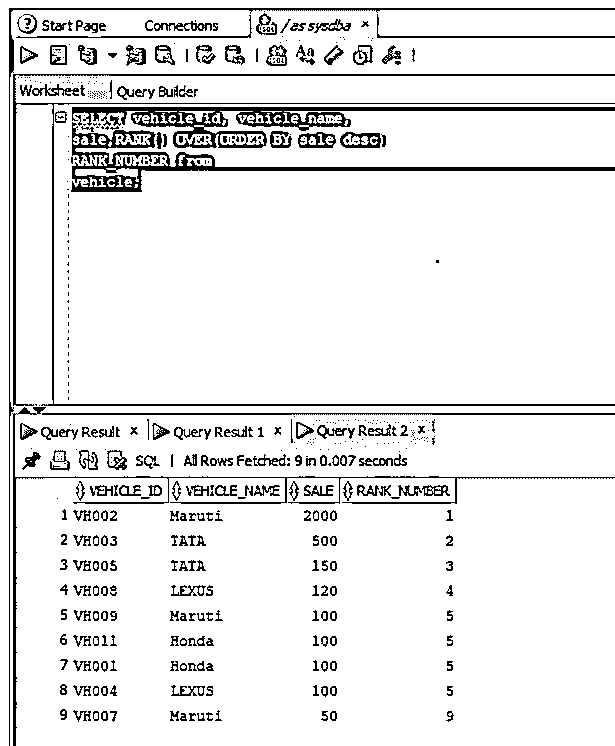 Start Page Connections /as sysdba ×
Worksheet Query Builder
SELECT vehicle_id, vehicle_name,
sale,RANK() OVER(ORDER BY sale desc)
RANK_NUMBER from
vehicle;
Query Result × Query Result 1 × Query Result 2 ×
SQL | All Rows Fetched: 9 in 0.007 seconds
VEHICLE_ID VEHICLE_NAME SALE RANK_NUMBER
1 VH002 Maruti 2000 1
2 VH003 TATA 500 2
3 VH005 TATA 150 3
4 VH008 LEXUS 120 4
5 VH009 Maruti 100 5
6 VH011 Honda 100 5
7 VH001 Honda 100 5
8 VH004 LEXUS 100 5
9 VH007 Maruti 50 9